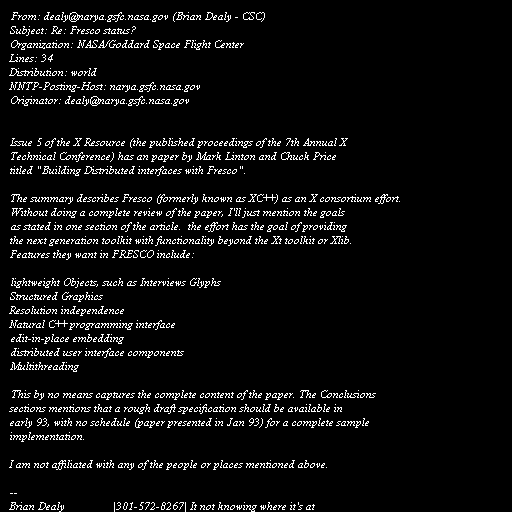 From: dealy@narya.gsfc.nasa.gov (Brian Dealy - CSC)
Subject: Re: Fresco status?
Organization: NASA/Goddard Space Flight Center
Lines: 34
Distribution: world
NNTP-Posting-Host: narya.gsfc.nasa.gov
Originator: dealy@narya.gsfc.nasa.gov
Issue 5 of the X Resource (the published proceedings of the 7th Annual X
Technical Conference) has an paper by Mark Linton and Chuck Price
titled "Building Distributed interfaces with Fresco".
The summary describes Fresco (formerly known as XC++) as an X consortium effort.
Without doing a complete review of the paper, I'll just mention the goals
as stated in one section of the article.  the effort has the goal of providing
the next generation toolkit with functionality beyond the Xt toolkit or Xlib.
Features they want in FRESCO include:
lightweight Objects, such as Interviews Glyphs
Structured Graphics
Resolution independence
Natural C++ programming interface
edit-in-place embedding
distributed user interface components
Multithreading
This by no means captures the complete content of the paper. The Conclusions
sections mentions that a rough draft specification should be available in
early 93, with no schedule (paper presented in Jan 93) for a complete sample
implementation.
I am not affiliated with any of the people or places mentioned above.
--
Brian Dealy |301-572-8267| It not knowing where it's at